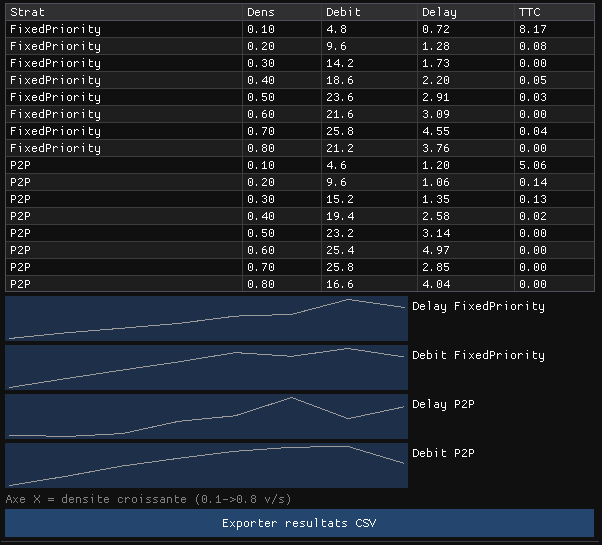 Strat Dens Debit Delay TTC
FixedPriority 0.10 4.8 0.72 8.17
FixedPriority 0.20 9.6 1.28 0.08
FixedPriority 0.30 14.2 1.73 0.00
FixedPriority 0.40 18.6 2.20 0.05
FixedPriority 0.50 23.6 2.91 0.03
FixedPriority 0.60 21.6 3.09 0.00
FixedPriority 0.70 25.8 4.55 0.04
FixedPriority 0.80 21.2 3.76 0.00
P2P 0.10 4.6 1.20 5.06
P2P 0.20 9.6 1.06 0.14
P2P 0.30 15.2 1.35 0.13
P2P 0.40 19.4 2.58 0.02
P2P 0.50 23.2 3.14 0.00
P2P 0.60 25.4 4.97 0.00
P2P 0.70 25.8 2.85 0.00
P2P 0.80 16.6 4.04 0.00
Delay FixedPriority
Debit FixedPriority
Delay P2P
Debit P2P
Axe X = densite croissante (0.1->0.8 v/s)
Exporter resultats CSV